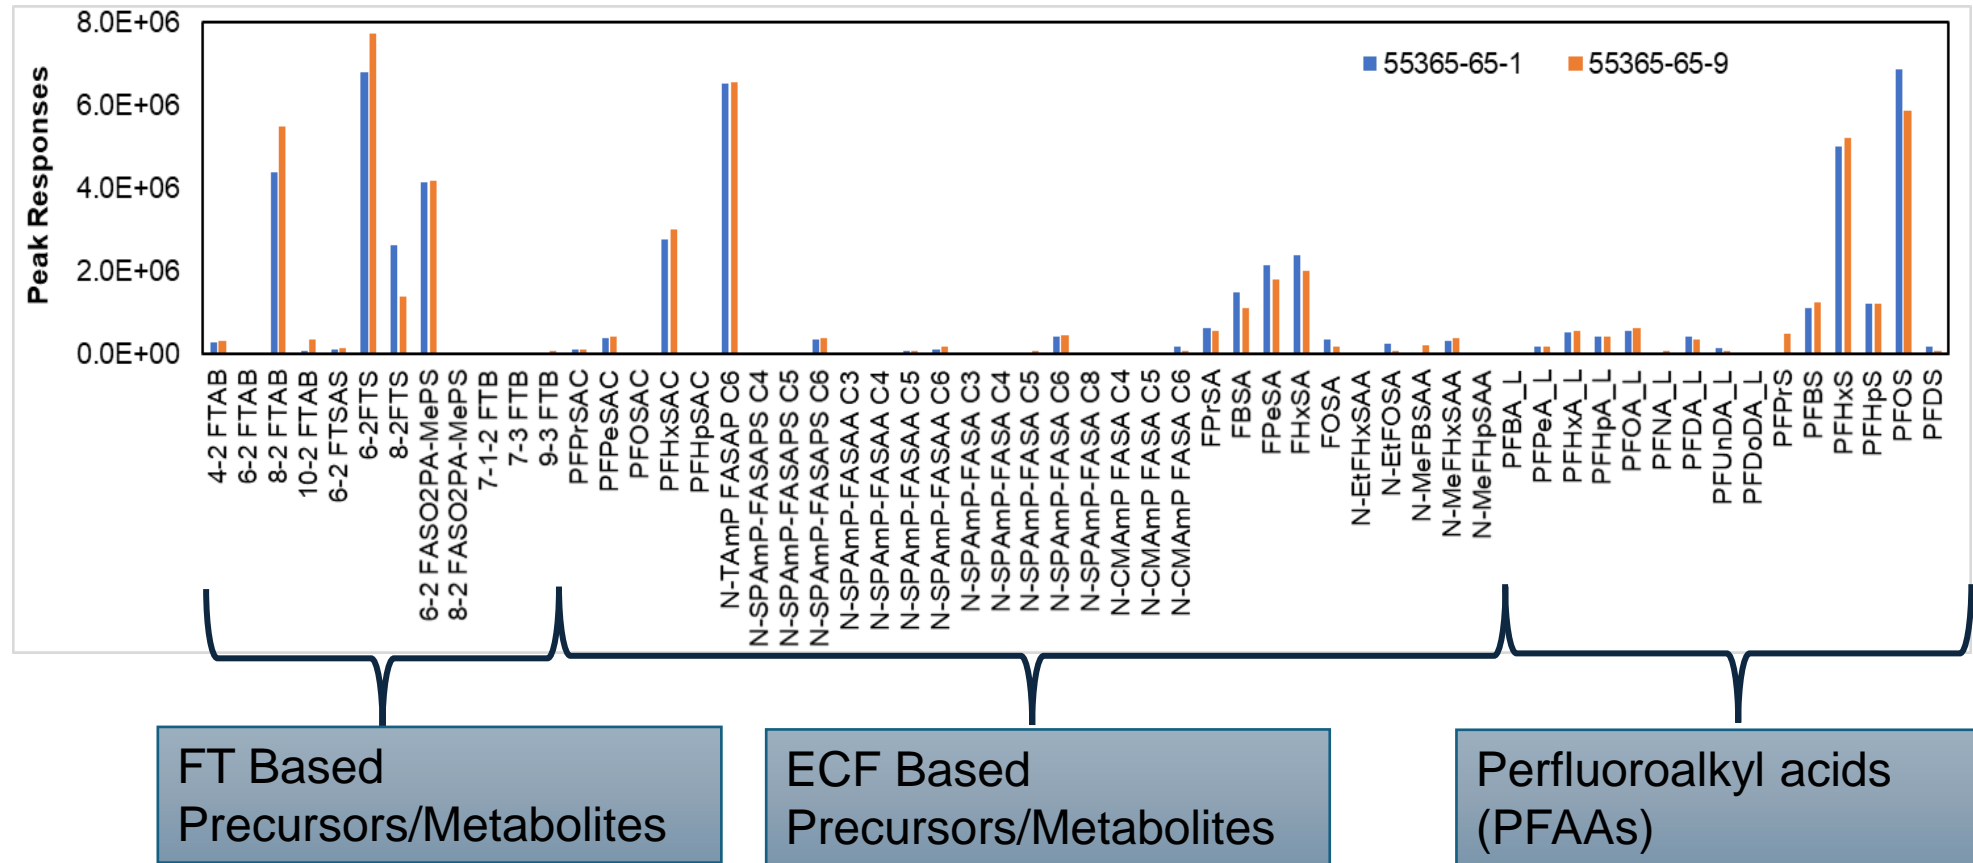 8.0E+06
6.0E+06
4.0E+06
2.0E+06
0.0E+00
Peak Responses
55365-65-1
55365-65-9
4-2 FTAB
6-2 FTAB
8-2 FTAB
10-2 FTAB
6-2 FTSAS
6-2FTS
8-2FTS
6-2 FASO2PA-MePS
8-2 FASO2PA-MePS
7-1-2 FTB
7-3 FTB
9-3 FTB
PFPrSAC
PFPeSAC
PFOSAC
PFHxSAC
PFHpSAC
N-TAmP FASAP C6
N-SPAmP-FASAPS C4
N-SPAmP-FASAPS C5
N-SPAmP-FASAPS C6
N-SPAmP-FASAA C3
N-SPAmP-FASAA C4
N-SPAmP-FASAA C5
N-SPAmP-FASAA C6
N-SPAmP-FASA C3
N-SPAmP-FASA C4
N-SPAmP-FASA C5
N-SPAmP-FASA C6
N-SPAmP-FASA C8
N-CMAmP FASA C4
N-CMAmP FASA C5
N-CMAmP FASA C6
FPrSA
FBSA
FPeSA
FHxSA
FOSA
N-EtFHxSAA
N-EtFOSA
N-MeFBSAA
N-MeFHxSAA
N-MeFHpSAA
PFBA_L
PFPeA_L
PFHxA_L
PFHpA_L
PFOA_L
PFNA_L
PFDA_L
PFUnDA_L
PFDoDA_L
PFPrS
PFBS
PFHxS
PFHpS
PFOS
PFDS
FT Based
Precursors/Metabolites
ECF Based
Precursors/Metabolites
Perfluoroalkyl acids
(PFAAs)